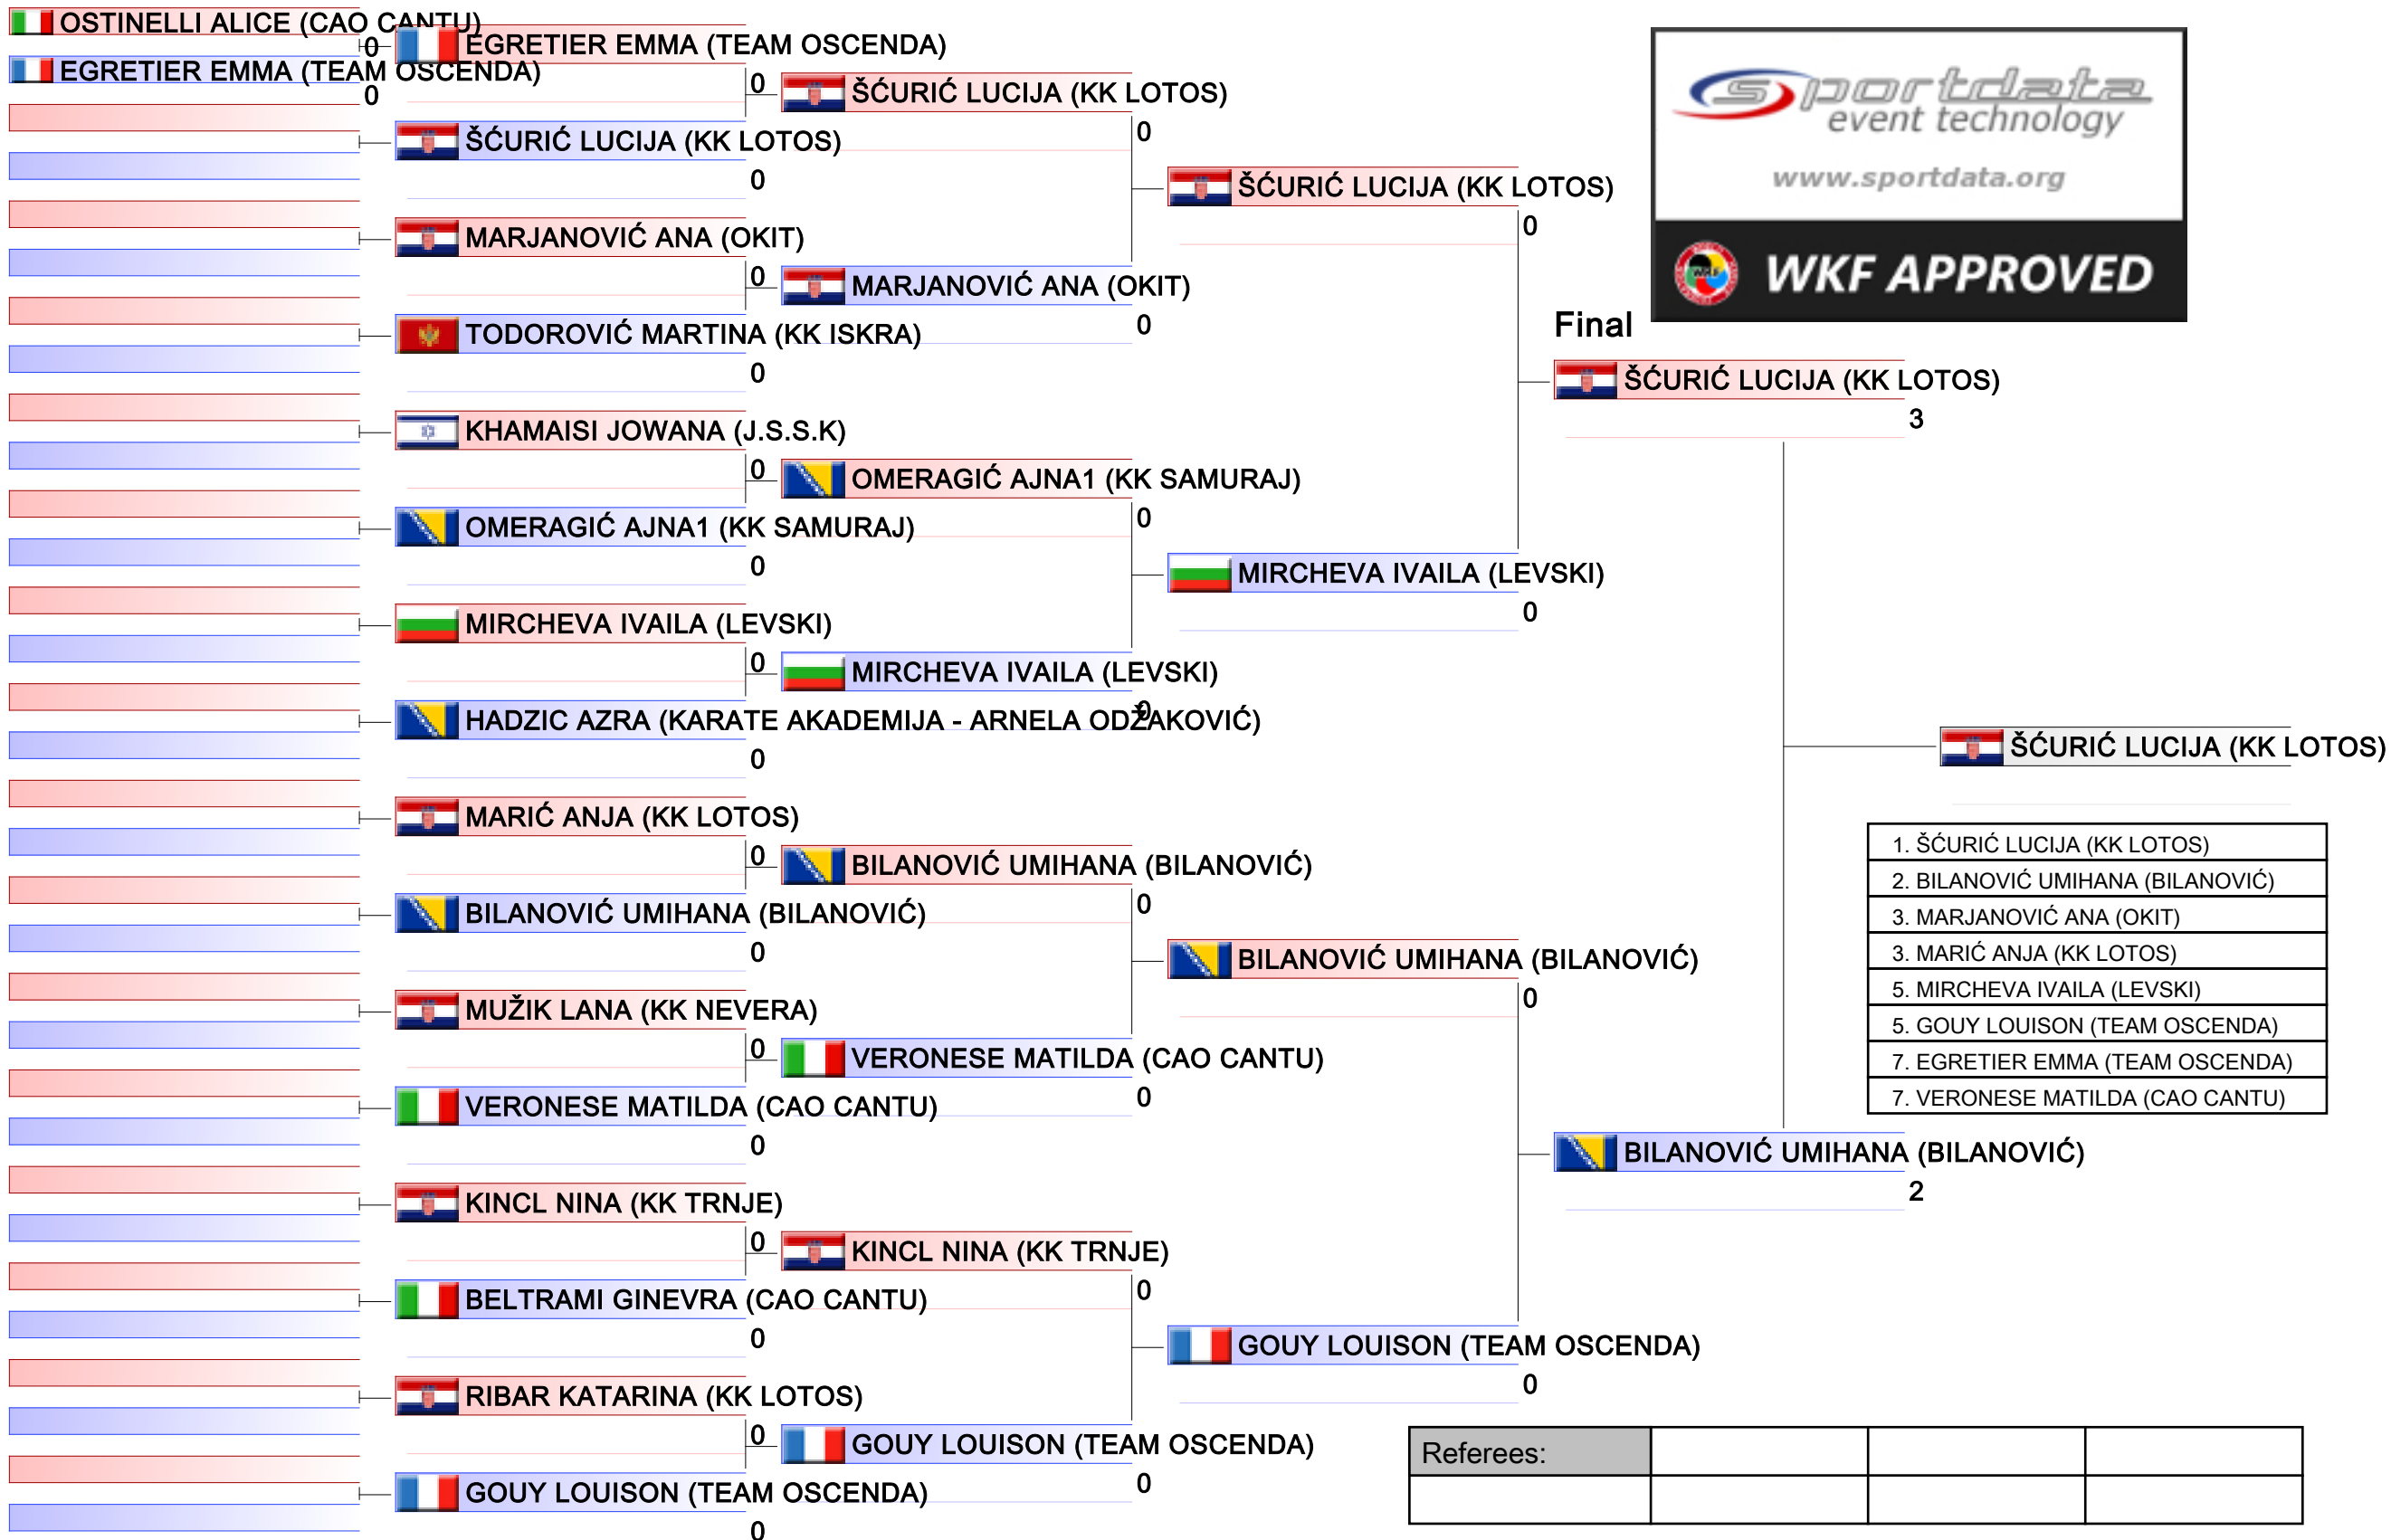 OSTINELLI ALICE (CAO CANTU)
0
EGRETIER EMMA (TEAM OSCENDA)
0
EGRETIER EMMA (TEAM OSCENDA)
0
ŠĆURIĆ LUCIJA (KK LOTOS)
0
MARJANOVIĆ ANA (OKIT)
0
TODOROVIĆ MARTINA (KK ISKRA)
0
KHAMAISI JOWANA (J.S.S.K)
0
OMERAGIĆ AJNA1 (KK SAMURAJ)
0
MIRCHEVA IVAILA (LEVSKI)
0
HADZIC AZRA (KARATE AKADEMIJA - ARNELA ODŽAKOVIĆ)
0
MARIĆ ANJA (KK LOTOS)
0
BILANOVIĆ UMIHANA (BILANOVIĆ)
0
MUŽIK LANA (KK NEVERA)
0
VERONESE MATILDA (CAO CANTU)
0
KINCL NINA (KK TRNJE)
0
BELTRAMI GINEVRA (CAO CANTU)
0
RIBAR KATARINA (KK LOTOS)
0
GOUY LOUISON (TEAM OSCENDA)
0
ŠĆURIĆ LUCIJA (KK LOTOS)
0
MARJANOVIĆ ANA (OKIT)
0
OMERAGIĆ AJNA1 (KK SAMURAJ)
0
MIRCHEVA IVAILA (LEVSKI)
0
BILANOVIĆ UMIHANA (BILANOVIĆ)
0
VERONESE MATILDA (CAO CANTU)
0
KINCL NINA (KK TRNJE)
0
GOUY LOUISON (TEAM OSCENDA)
0
ŠĆURIĆ LUCIJA (KK LOTOS)
0
MIRCHEVA IVAILA (LEVSKI)
0
BILANOVIĆ UMIHANA (BILANOVIĆ)
0
GOUY LOUISON (TEAM OSCENDA)
0
sportdata
event technology
www.sportdata.org
WKF
WKF APPROVED
Final
ŠĆURIĆ LUCIJA (KK LOTOS)
3
BILANOVIĆ UMIHANA (BILANOVIĆ)
2
ŠĆURIĆ LUCIJA (KK LOTOS)
1. ŠĆURIĆ LUCIJA (KK LOTOS)
2. BILANOVIĆ UMIHANA (BILANOVIĆ)
3. MARJANOVIĆ ANA (OKIT)
3. MARIĆ ANJA (KK LOTOS)
5. MIRCHEVA IVAILA (LEVSKI)
5. GOUY LOUISON (TEAM OSCENDA)
7. EGRETIER EMMA (TEAM OSCENDA)
7. VERONESE MATILDA (CAO CANTU)
Referees: